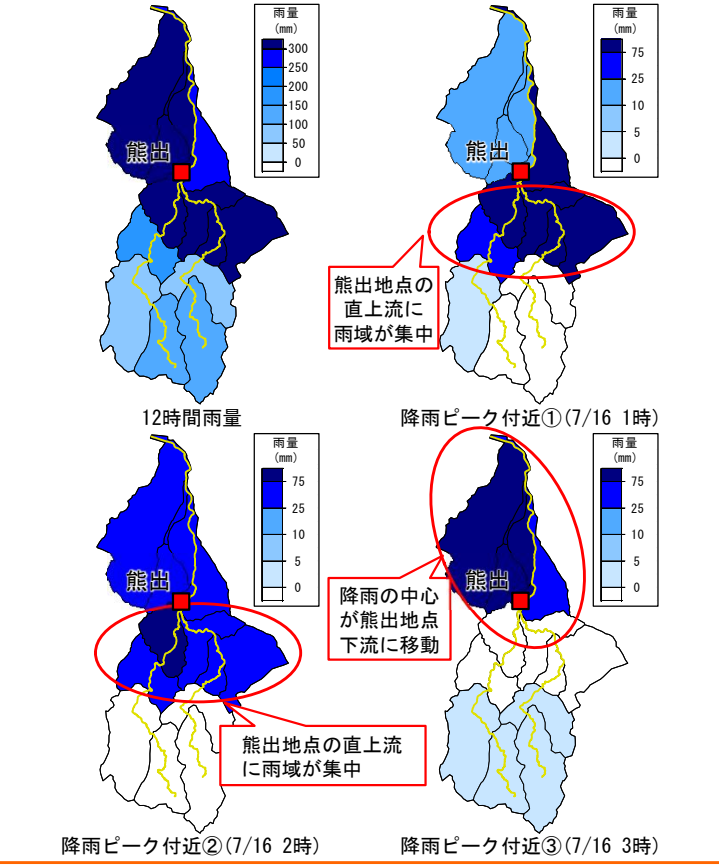 雨量
(mm)
300
250
200
150
100
50
0
熊出
12時間雨量
雨量
(mm)
75
25
10
5
0
熊出
熊出地点の
直上流に
雨域が集中
降雨ピーク付近①(7/16 1時)
雨量
(mm)
75
25
10
5
0
熊出
熊出地点の直上流
に雨域が集中
降雨ピーク付近②(7/16 2時)
雨量
(mm)
75
25
10
5
0
熊出
降雨の中心
が熊出地点
下流に移動
降雨ピーク付近③(7/16 3時)